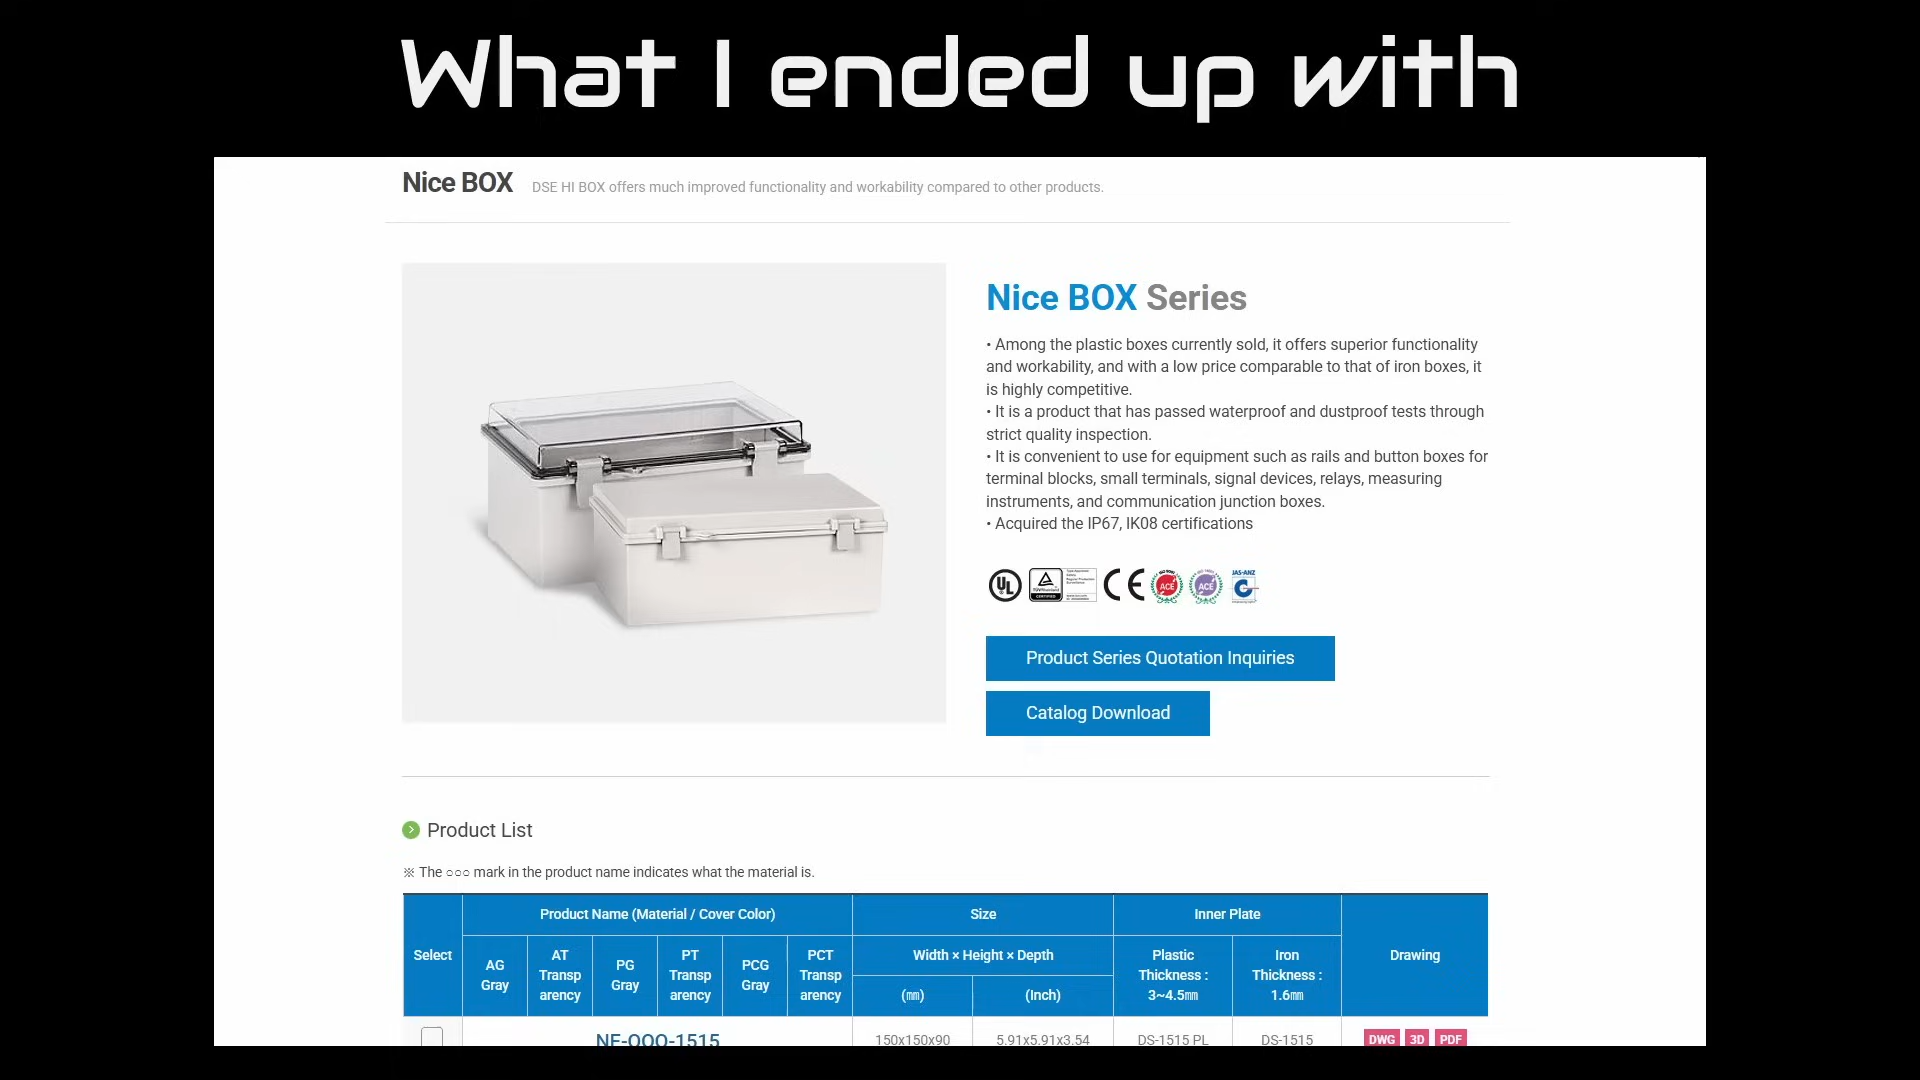 What I ended up with
Nice BOX DSE HI BOX offers much improved functionality and workability compared to other products.
Nice BOX Series
• Among the plastic boxes currently sold, it offers superior functionality
and workability, and with a low price comparable to that of iron boxes, it
is highly competitive.
• It is a product that has passed waterproof and dustproof tests through
strict quality inspection.
• It is convenient to use for equipment such as rails and button boxes for
terminal blocks, small terminals, signal devices, relays, measuring
instruments, and communication junction boxes.
• Acquired the IP67, IK08 certifications
UL CE ACE ACE JAS-ANZ
Product Series Quotation Inquiries
Catalog Download
Product List
※ The ○○○ mark in the product name indicates what the material is.
Select Product Name (Material / Cover Color) Size Inner Plate Drawing
AG Gray AT Transp arency PG Gray PT Transp arency PCG Gray PCT Transp arency Width × Height × Depth Plastic Thickness : 3~4.5㎜ Iron Thickness : 1.6㎜
(㎜) (Inch)
NE-OOO-1515 150x150x90 5.91x5.91x3.54 DS-1515 PL DS-1515 DWG 3D PDF